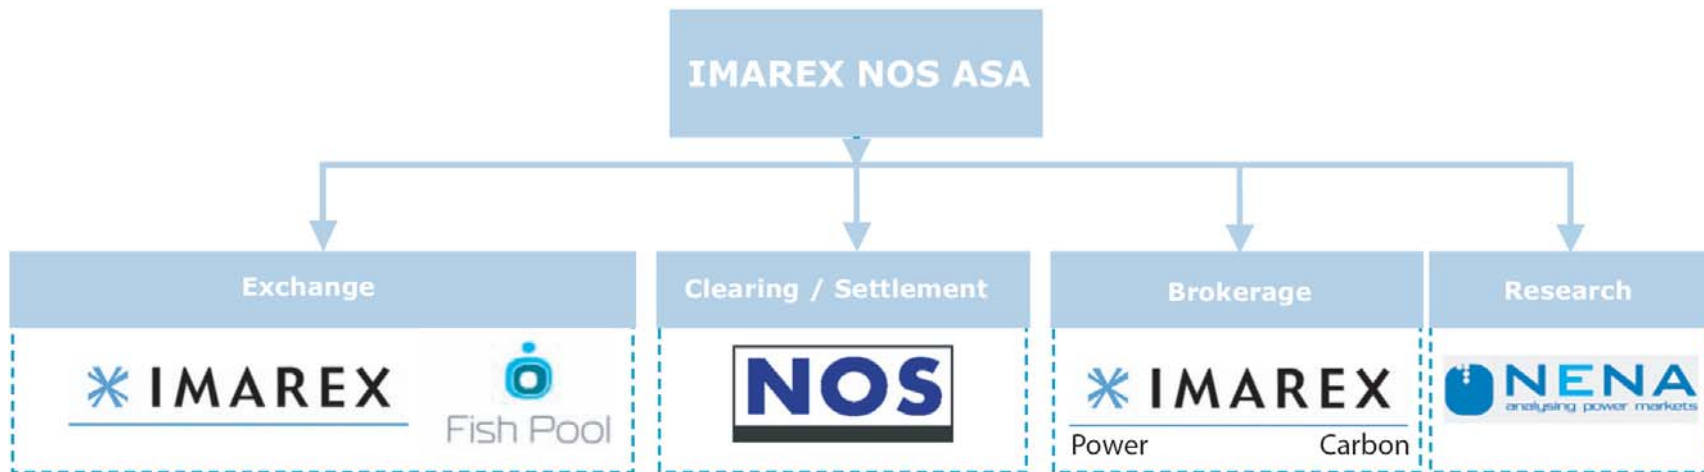 IMAREX NOS ASA
Exchange
Clearing / Settlement
Brokerage
Research
IMAREX
Fish Pool
NOS
IMAREX
Power Carbon
NENA
analysing power markets